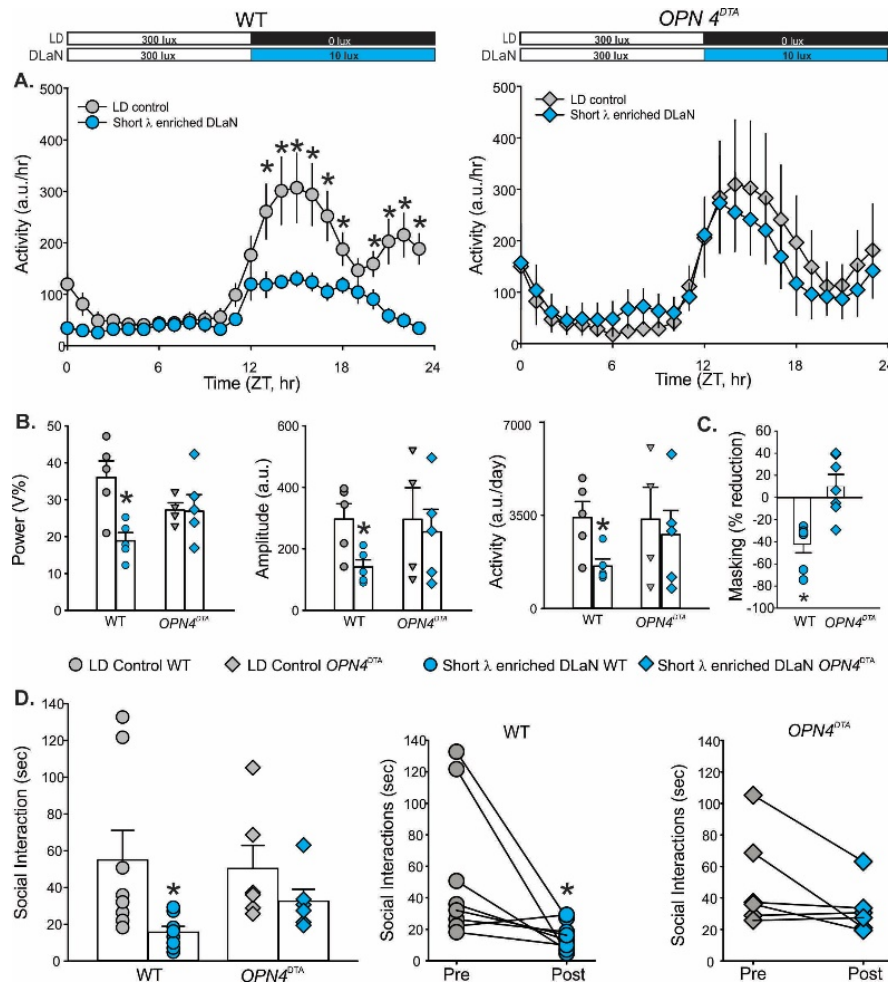 WT
OPN 4DTA
LD 300 lux 0 lux
DLaN 300 lux 10 lux
LD 300 lux 0 lux
DLaN 300 lux 10 lux
A.
500
400
300
200
100
0
Activity (a.u./hr)
LD control
Short λ enriched DLaN
* * * * * * * * * *
0 6 12 18 24
Time (ZT, hr)
500
400
300
200
100
0
Activity (a.u./hr)
LD control
Short λ enriched DLaN
0 6 12 18 24
Time (ZT, hr)
B.
50
40
30
20
10
0
Power (V%)
*
WT OPN4DTA
600
400
200
0
Amplitude (a.u.)
*
WT OPN4DTA
7000
3500
0
Activity (a.u./day)
*
WT OPN4DTA
C.
40
20
0
-20
-40
-60
-80
-100
Masking (% reduction)
*
WT OPN4DTA
LD Control WT LD Control OPN4DTA Short λ enriched DLaN WT Short λ enriched DLaN OPN4DTA
D.
140
120
100
80
60
40
20
0
Social Interaction (sec)
*
WT OPN4DTA
WT
140
120
100
80
60
40
20
0
Social Interactions (sec)
*
Pre Post
OPN4DTA
140
120
100
80
60
40
20
0
Social Interactions (sec)
Pre Post